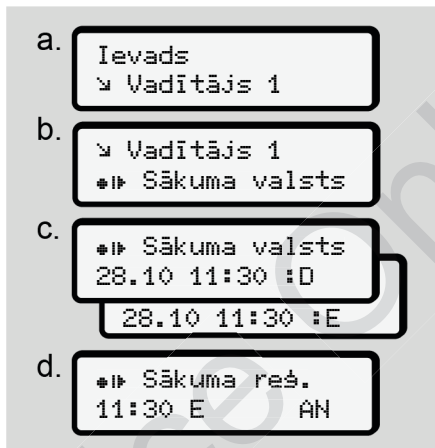 a.
Ievads
↘ Vadītājs 1
b.
↘ Vadītājs 1
●I▶ Sākuma valsts
c.
●I▶ Sākuma valsts
28.10 11:30 :D
28.10 11:30 :E
d.
●I▶ Sākuma reģ.
11:30 E AN